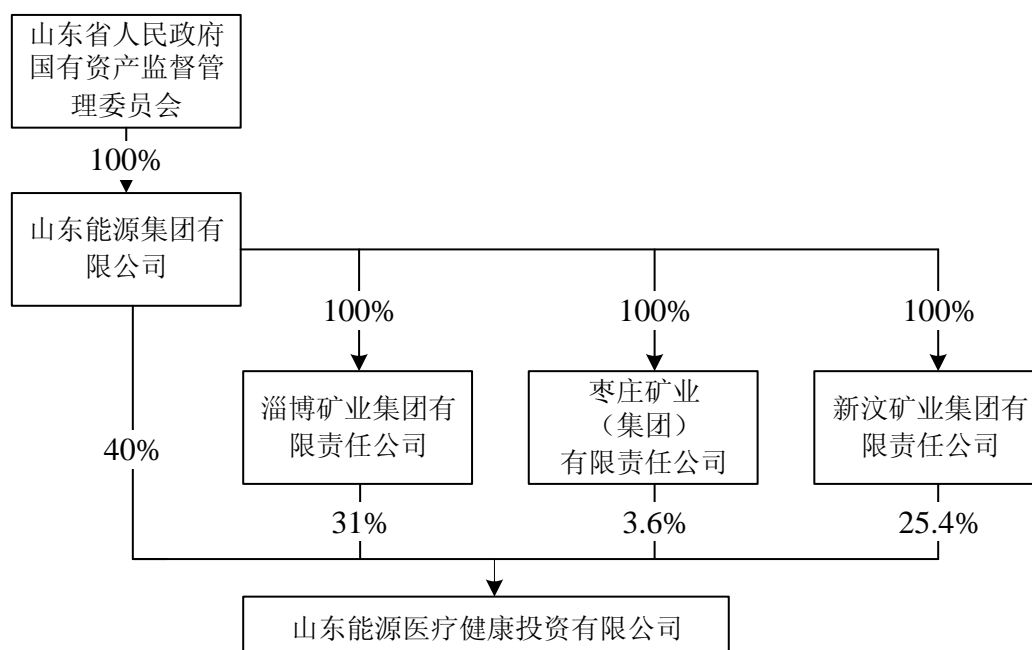 山东省人民政府
国有资产监督管
理委员会
100%
山东能源集团有
限公司
100%
100%
100%
淄博矿业集团有
限责任公司
枣庄矿业
（集团）
有限责任公司
新汶矿业集团有
限责任公司
40%
31%
3.6%
25.4%
山东能源医疗健康投资有限公司